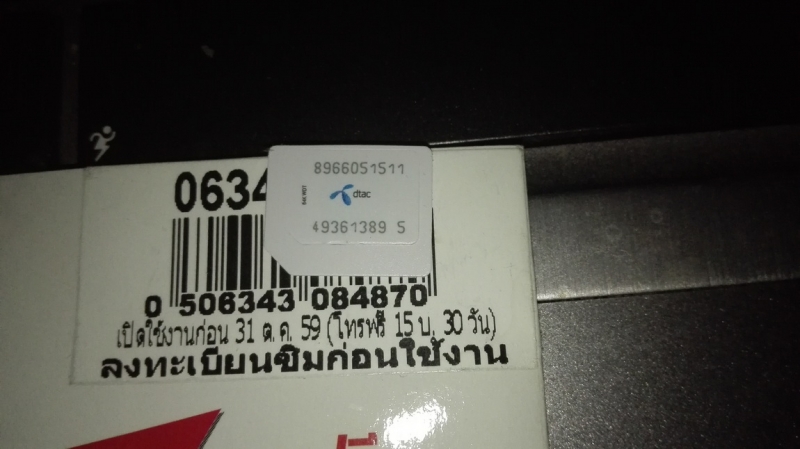 8966051511
dtac
49361389 S
0634
0 506343 084870
เปิดใช้งานก่อน 31 ต.ค. 59 (โทรฟรี 15 บ. 30 วัน)
ลงทะเบียนซิมก่อนใช้งาน